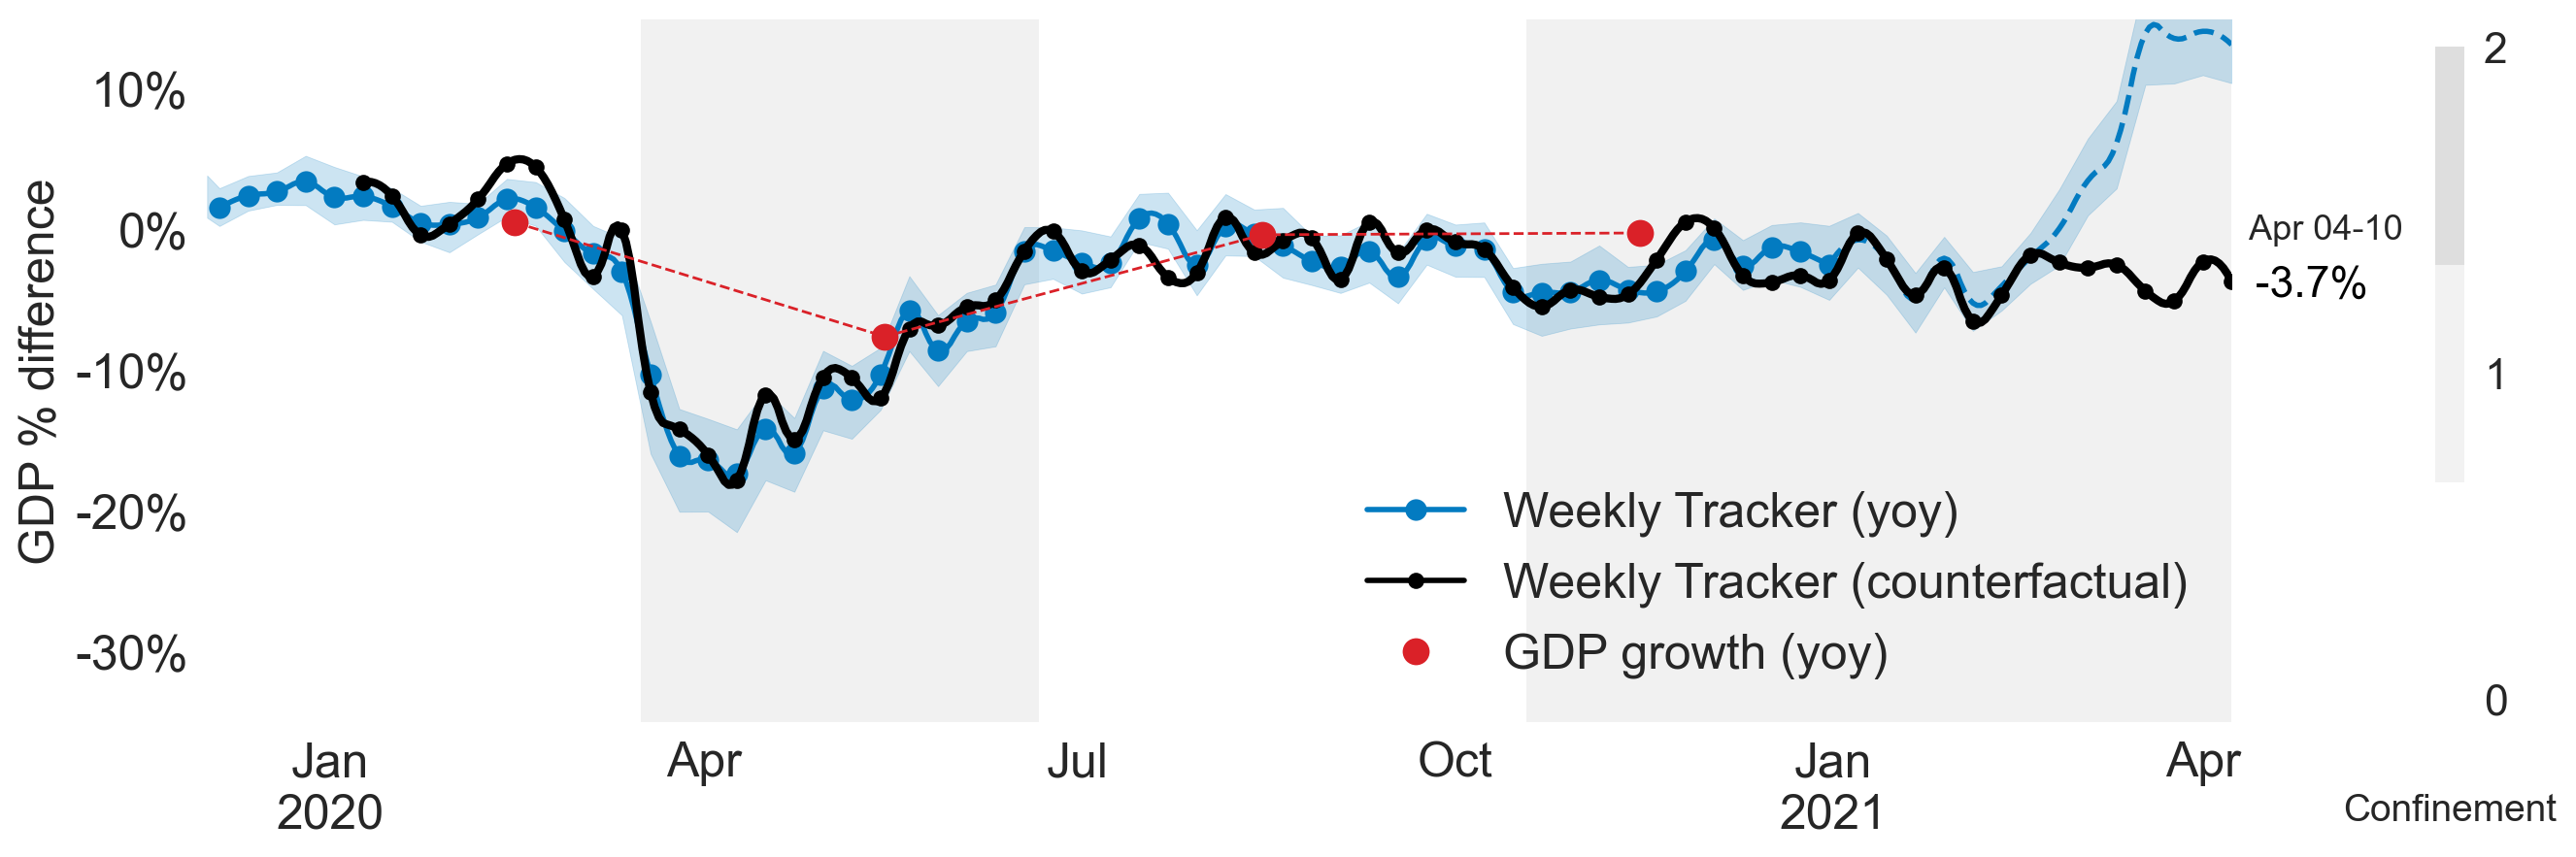 10%
0%
-10%
-20%
-30%
GDP % difference
Jan
2020
Apr
Jul
Oct
Jan
2021
Apr
Weekly Tracker (yoy)
Weekly Tracker (counterfactual)
GDP growth (yoy)
Apr 04-10
-3.7%
2
1
0
Confinement